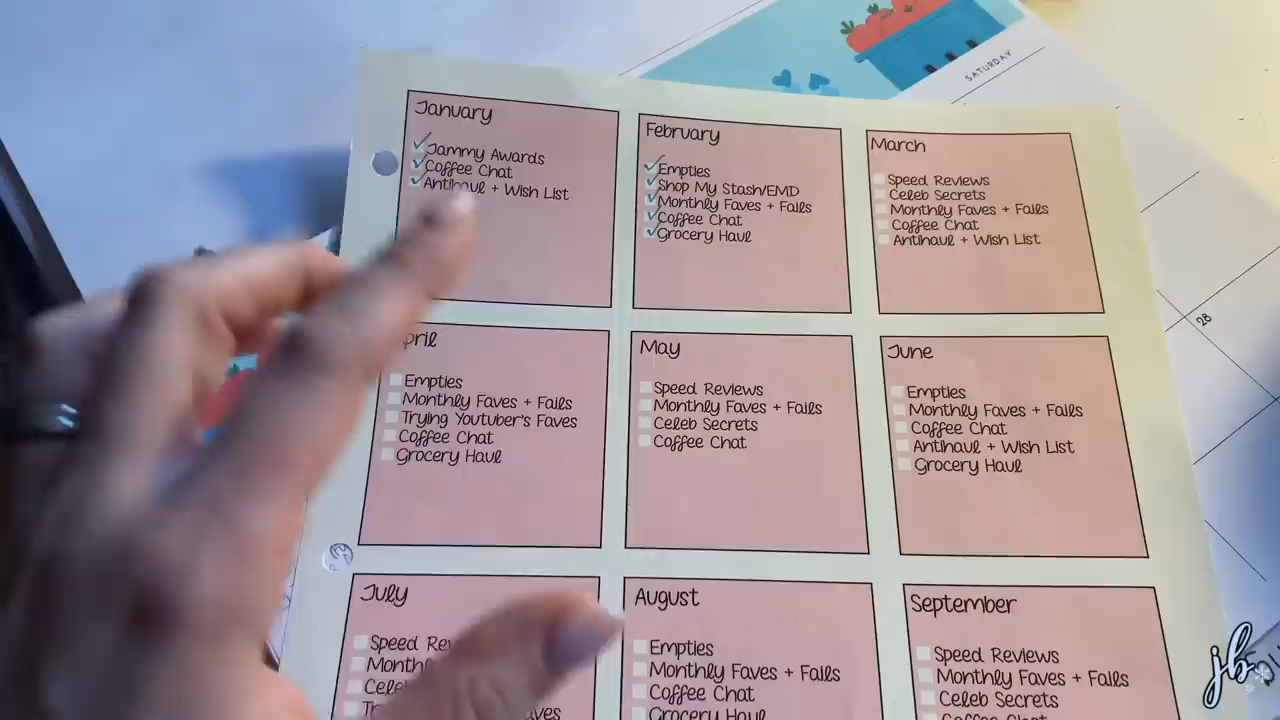 SATURDAY
28
January
Jammy Awards
Coffee Chat
Antihaul + Wish List
February
Empties
Shop My Stash/EMD
Monthly Faves + Fails
Coffee Chat
Grocery Haul
March
Speed Reviews
Celeb Secrets
Monthly Faves + Fails
Coffee Chat
Antihaul + Wish List
April
Empties
Monthly Faves + Fails
Trying Youtuber's Faves
Coffee Chat
Grocery Haul
May
Speed Reviews
Monthly Faves + Fails
Celeb Secrets
Coffee Chat
June
Empties
Monthly Faves + Fails
Coffee Chat
Antihaul + Wish List
Grocery Haul
July
Speed
August
Empties
Monthly Faves + Fails
Coffee Chat
Grocery Haul
September
Speed Reviews
Monthly Faves + Fails
Celeb Secrets
jb